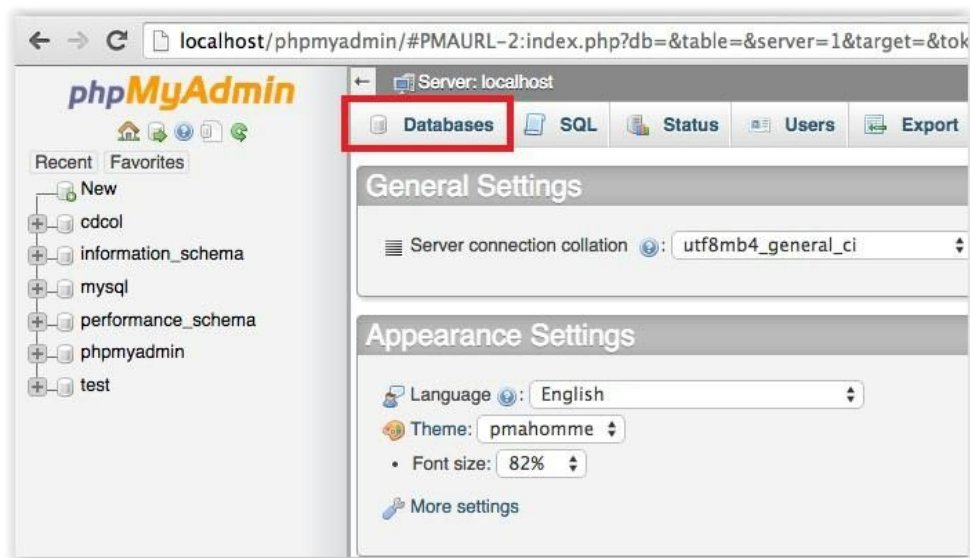 localhost/phpmyadmin/#PMAURL-2:index.php?db=&table=&server=1&target=&tok
phpMyAdmin
Recent Favorites
New
cdcol
information_schema
mysql
performance_schema
phpmyadmin
test
Server: localhost
Databases SQL Status Users Export
General Settings
Server connection collation : utf8mb4_general_ci
Appearance Settings
Language : English
Theme: pmahomme
• Font size: 82%
More settings